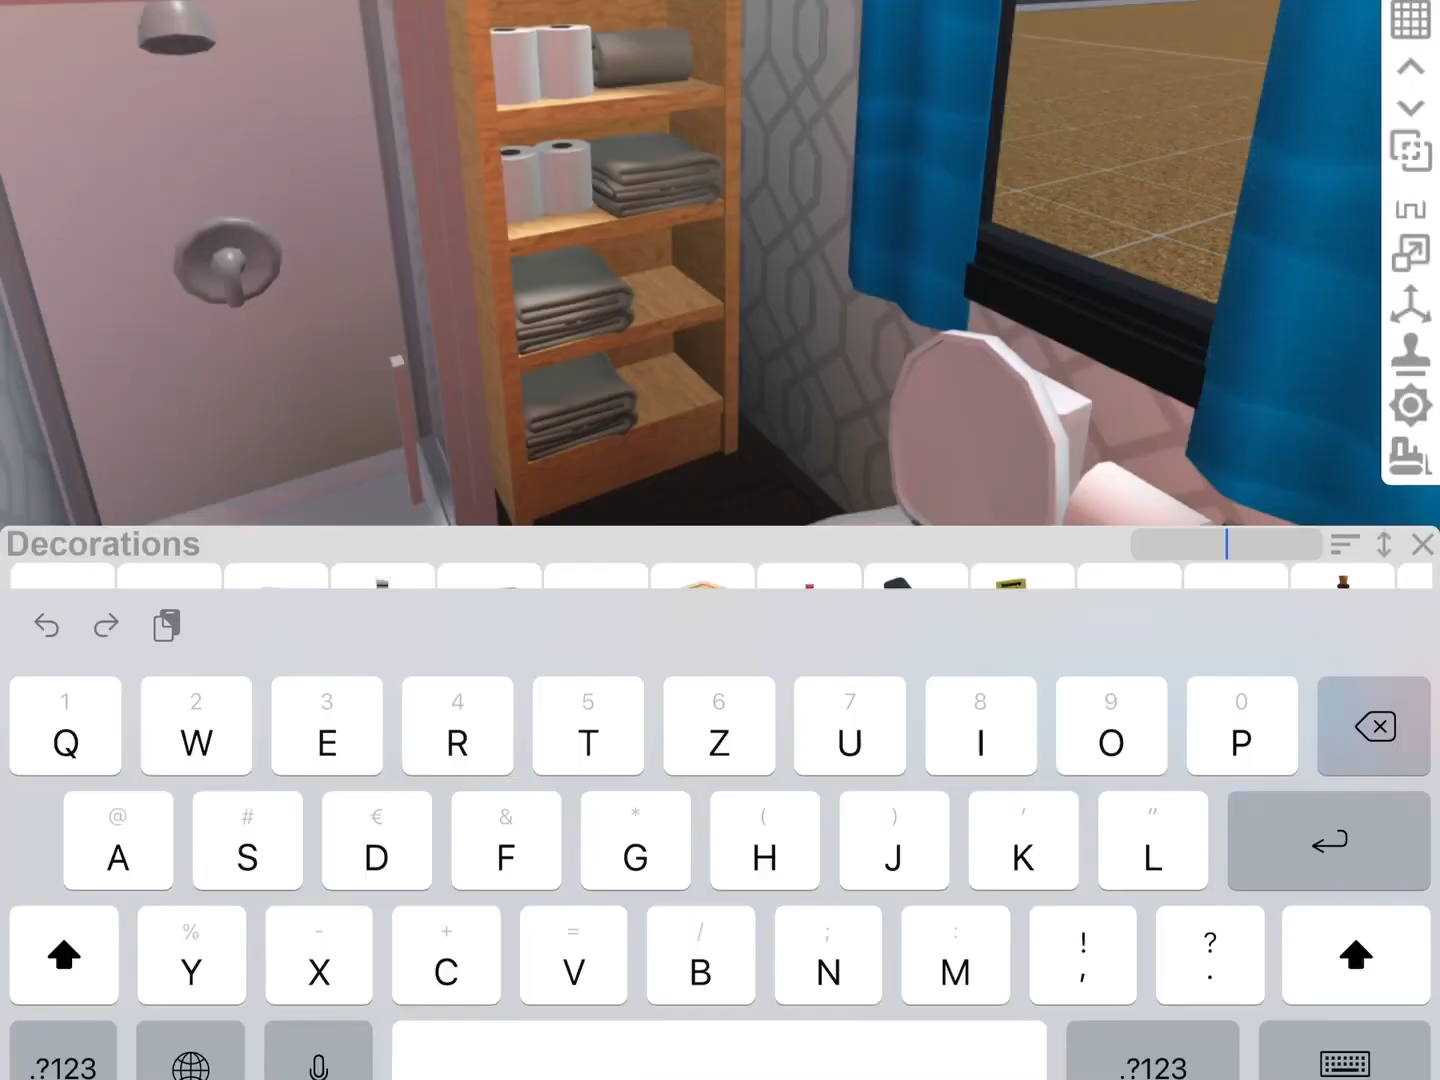 Decorations
1 2 3 4 5 6 7 8 9 0
Q W E R T Z U I O P
@ # € & * ( ) ' "
A S D F G H J K L
% - + = / ; : ! ?
Y X C V B N M , .
.?123 .?123